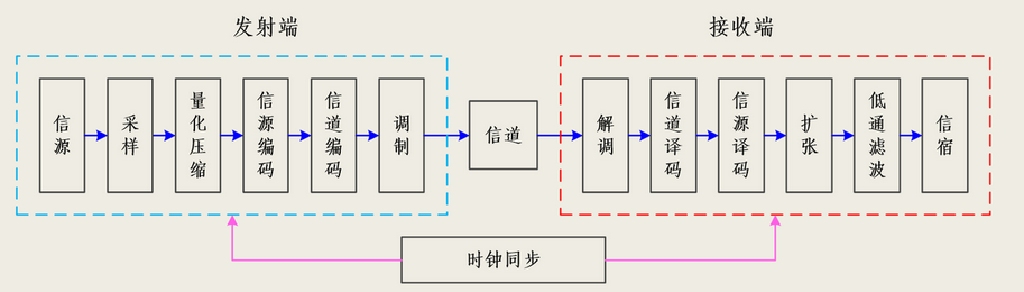 发射端
接收端
信源
采样
量化压缩
信源编码
信道编码
调制
信道
解调
信道译码
信源译码
扩张
低通滤波
信宿
时钟同步